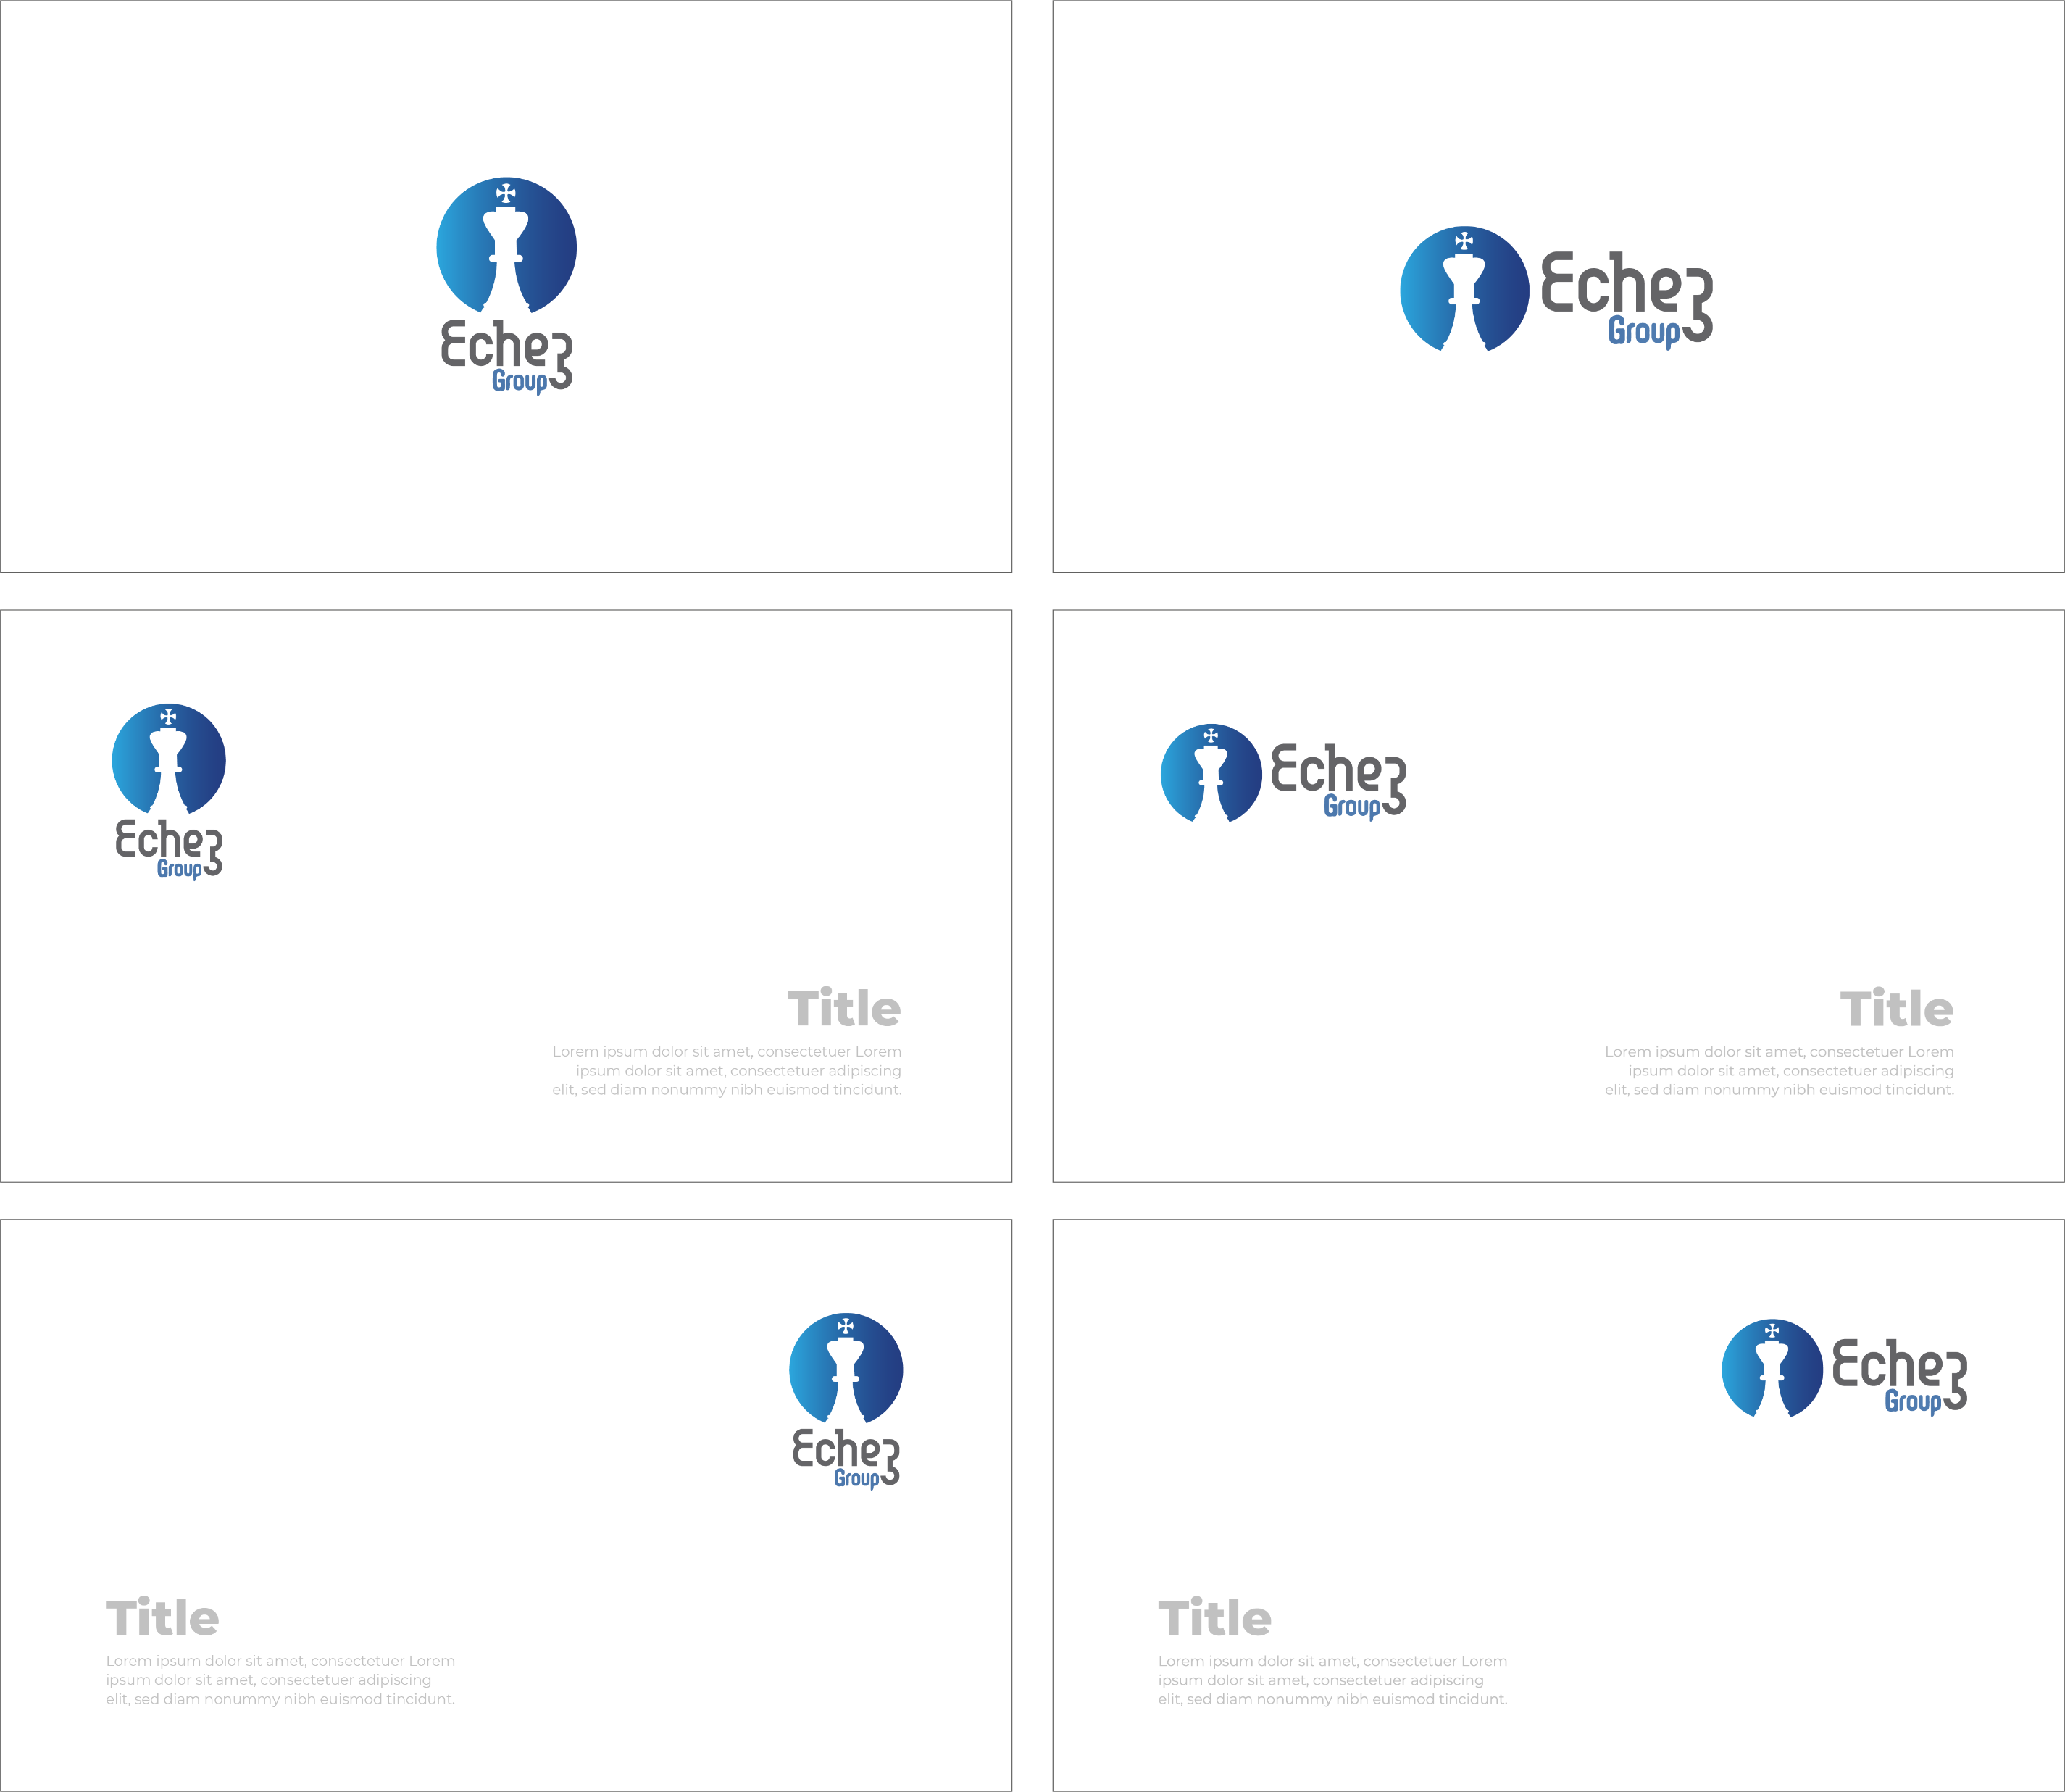 Echez
Group
Echez
Group
Echez
Group
Title
Lorem ipsum dolor sit amet, consectetuer Lorem
ipsum dolor sit amet, consectetuer adipiscing
elit, sed diam nonummy nibh euismod tincidunt.
Echez
Group
Title
Lorem ipsum dolor sit amet, consectetuer Lorem
ipsum dolor sit amet, consectetuer adipiscing
elit, sed diam nonummy nibh euismod tincidunt.
Echez
Group
Title
Lorem ipsum dolor sit amet, consectetuer Lorem
ipsum dolor sit amet, consectetuer adipiscing
elit, sed diam nonummy nibh euismod tincidunt.
Echez
Group
Title
Lorem ipsum dolor sit amet, consectetuer Lorem
ipsum dolor sit amet, consectetuer adipiscing
elit, sed diam nonummy nibh euismod tincidunt.